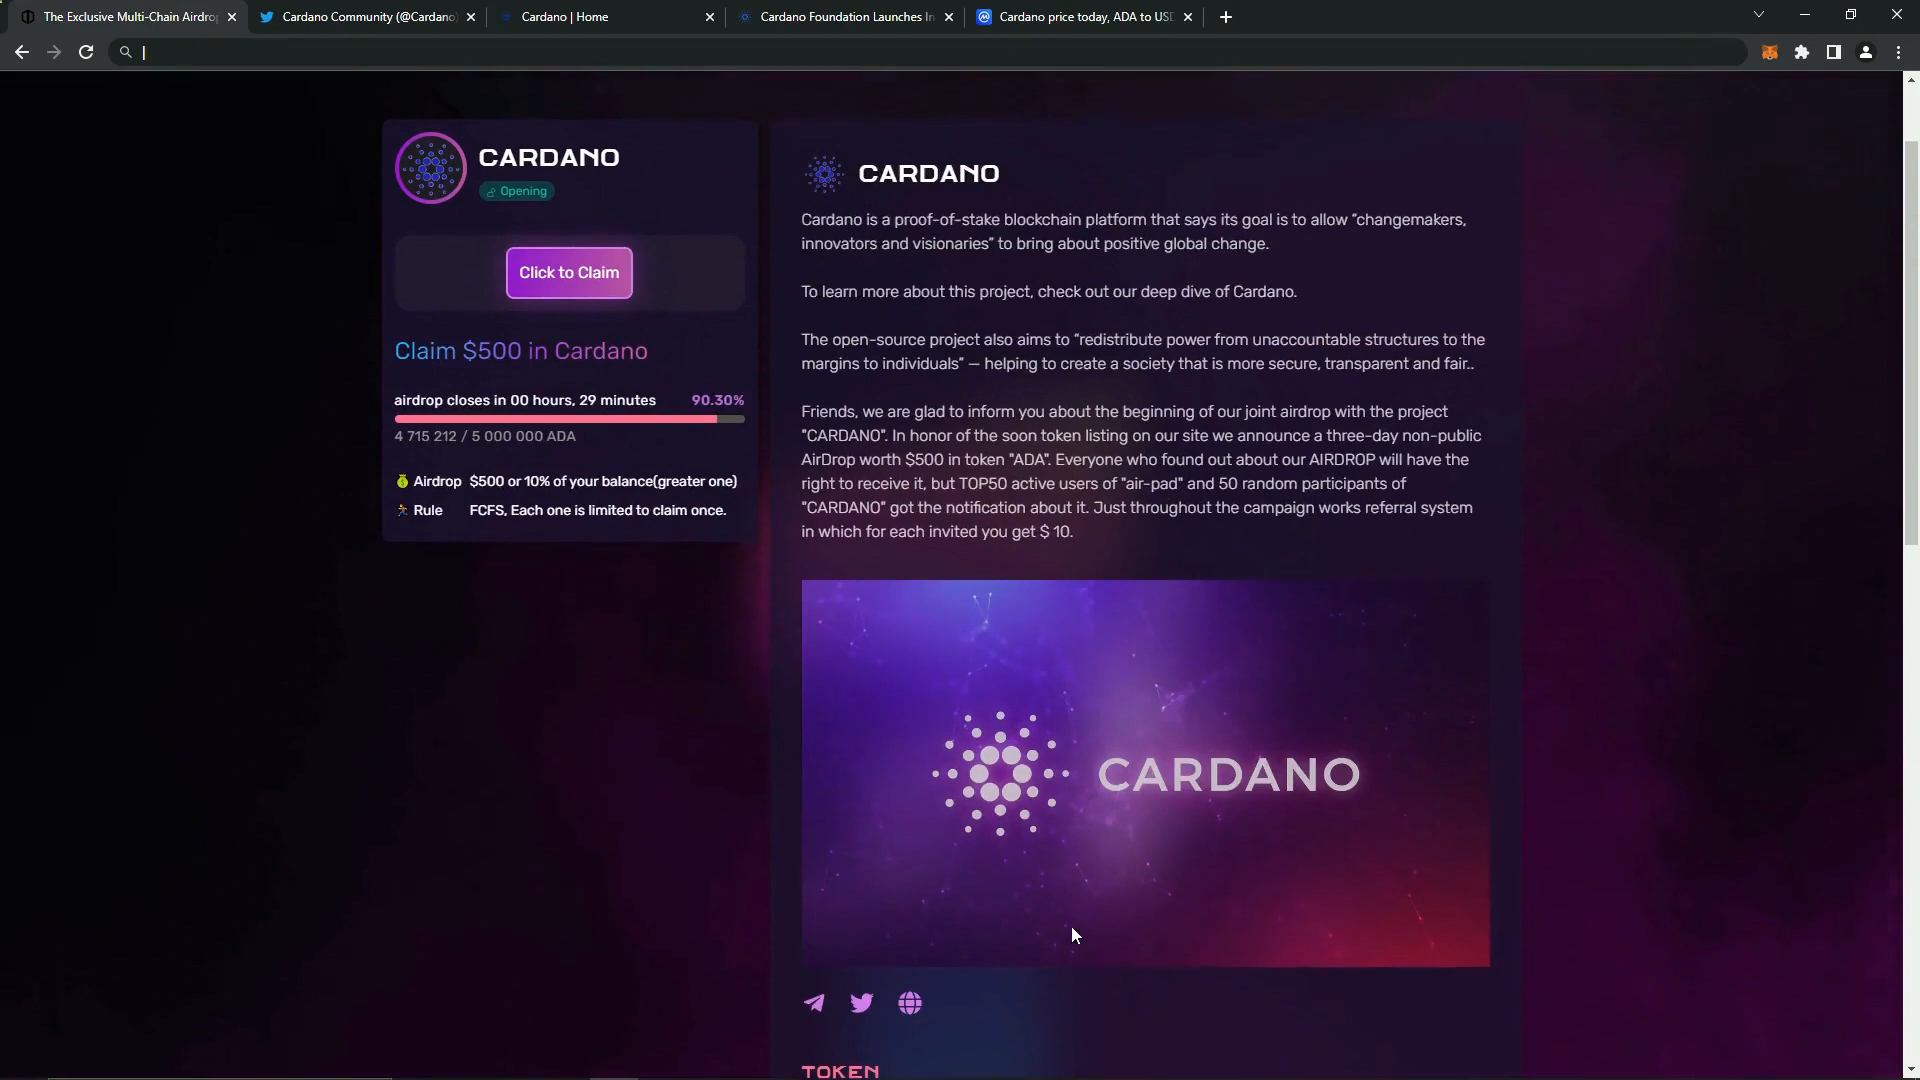 The Exclusive Multi-Chain Airdrop
Cardano Community (@Cardano
Cardano | Home
Cardano Foundation Launches In
Cardano price today, ADA to USD
CARDANO
Opening
Click to Claim
Claim $500 in Cardano
airdrop closes in 00 hours, 29 minutes 90.30%
4 715 212 / 5 000 000 ADA
Airdrop $500 or 10% of your balance(greater one)
Rule FCFS, Each one is limited to claim once.
CARDANO
Cardano is a proof-of-stake blockchain platform that says its goal is to allow “changemakers,
innovators and visionaries” to bring about positive global change.
To learn more about this project, check out our deep dive of Cardano.
The open-source project also aims to “redistribute power from unaccountable structures to the
margins to individuals” — helping to create a society that is more secure, transparent and fair..
Friends, we are glad to inform you about the beginning of our joint airdrop with the project
"CARDANO". In honor of the soon token listing on our site we announce a three-day non-public
AirDrop worth $500 in token "ADA". Everyone who found out about our AIRDROP will have the
right to receive it, but TOP50 active users of "air-pad" and 50 random participants of
"CARDANO" got the notification about it. Just throughout the campaign works referral system
in which for each invited you get $ 10.
CARDANO
TOKEN